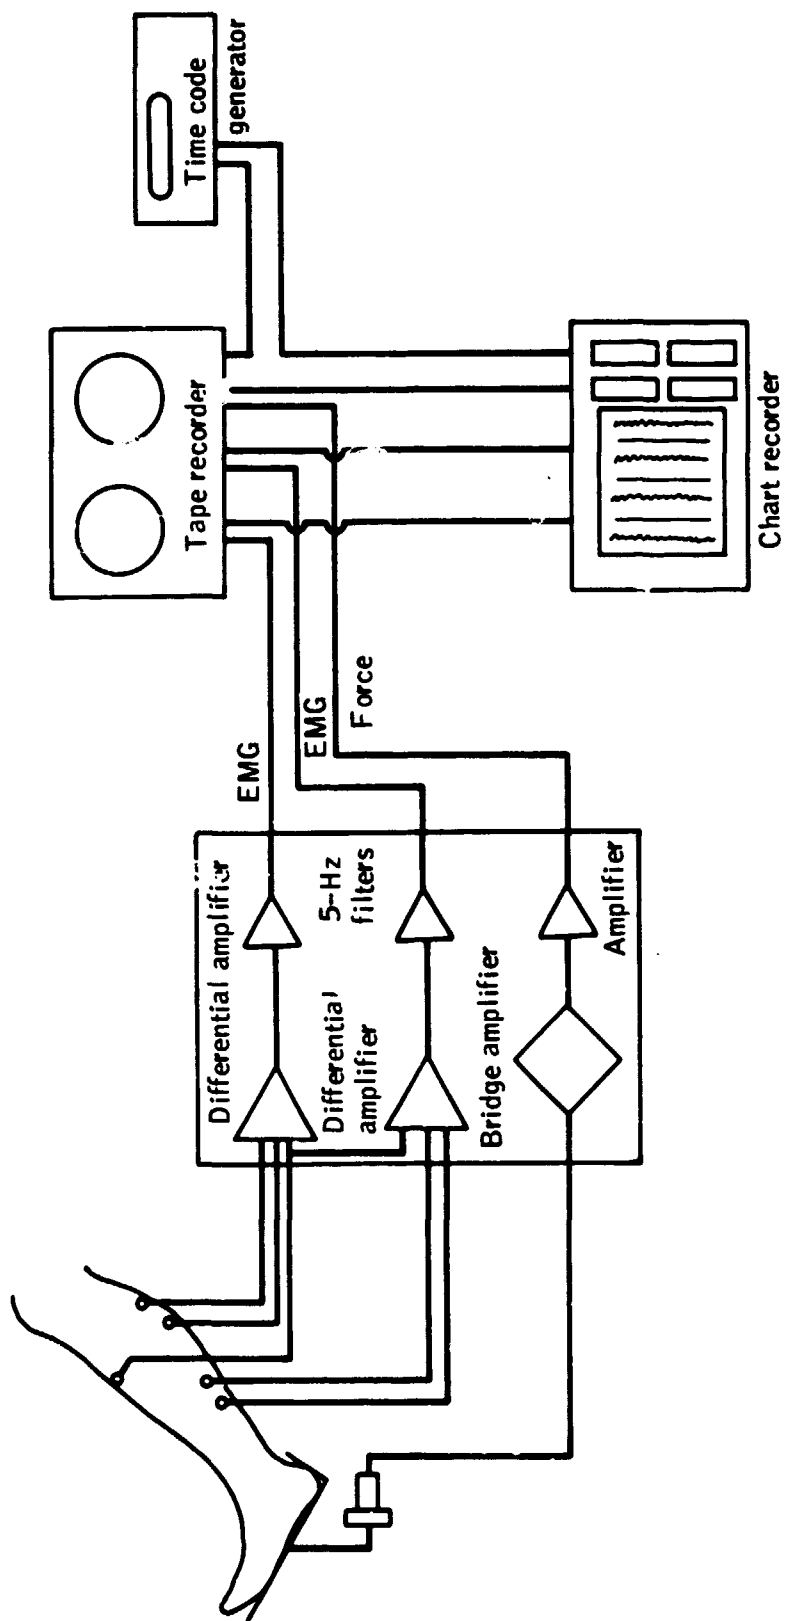 Differential amplifier
5-Hz
filters
Differential
amplifier
Bridge amplifier
Amplifier
EMG
EMG
Force
Tape recorder
Time code
generator
Chart recorder